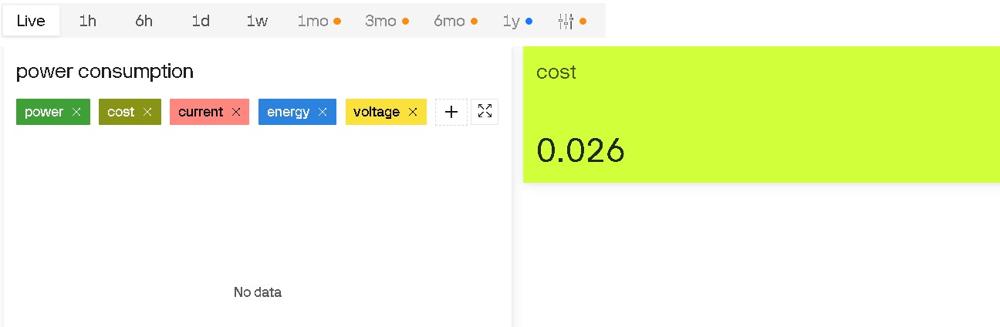 Live 1h 6h 1d 1w 1mo 3mo 6mo 1y
power consumption
power cost current energy voltage
No data
cost
0.026